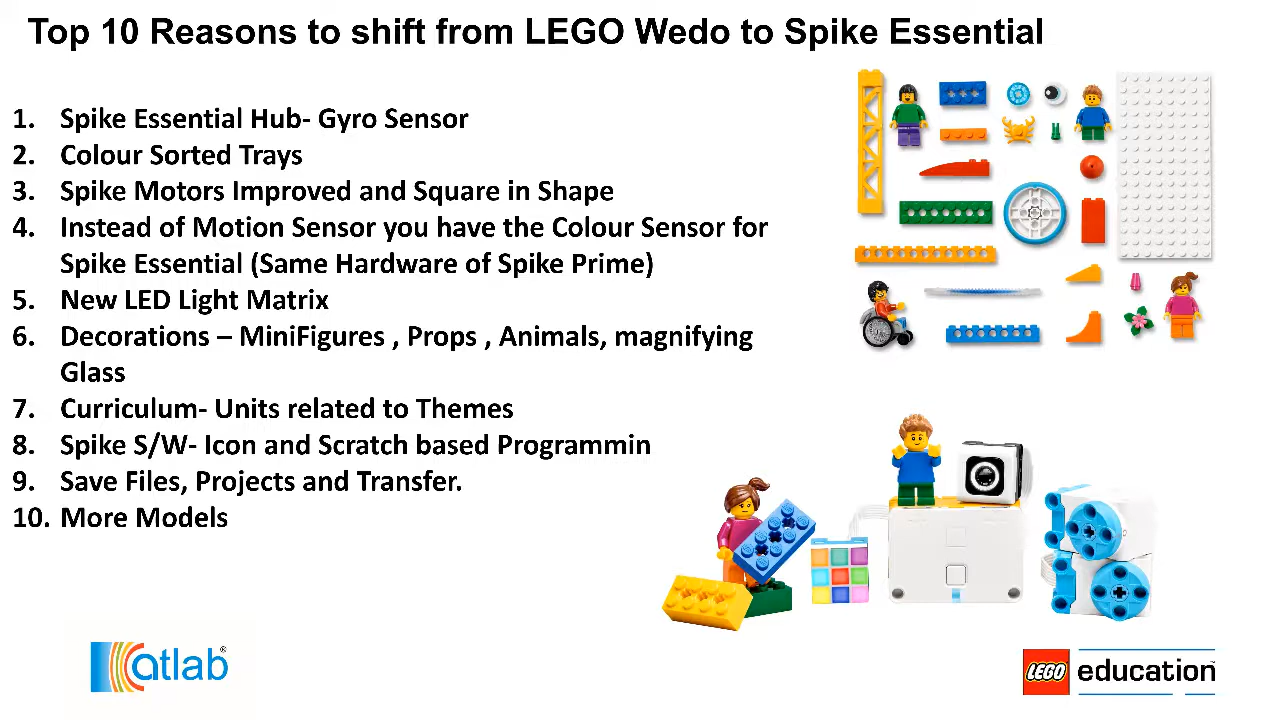 Top 10 Reasons to shift from LEGO Wedo to Spike Essential
1. Spike Essential Hub- Gyro Sensor
2. Colour Sorted Trays
3. Spike Motors Improved and Square in Shape
4. Instead of Motion Sensor you have the Colour Sensor for
Spike Essential (Same Hardware of Spike Prime)
5. New LED Light Matrix
6. Decorations – MiniFigures , Props , Animals, magnifying
Glass
7. Curriculum- Units related to Themes
8. Spike S/W- Icon and Scratch based Programmin
9. Save Files, Projects and Transfer.
10. More Models
atlab®
LEGO education™